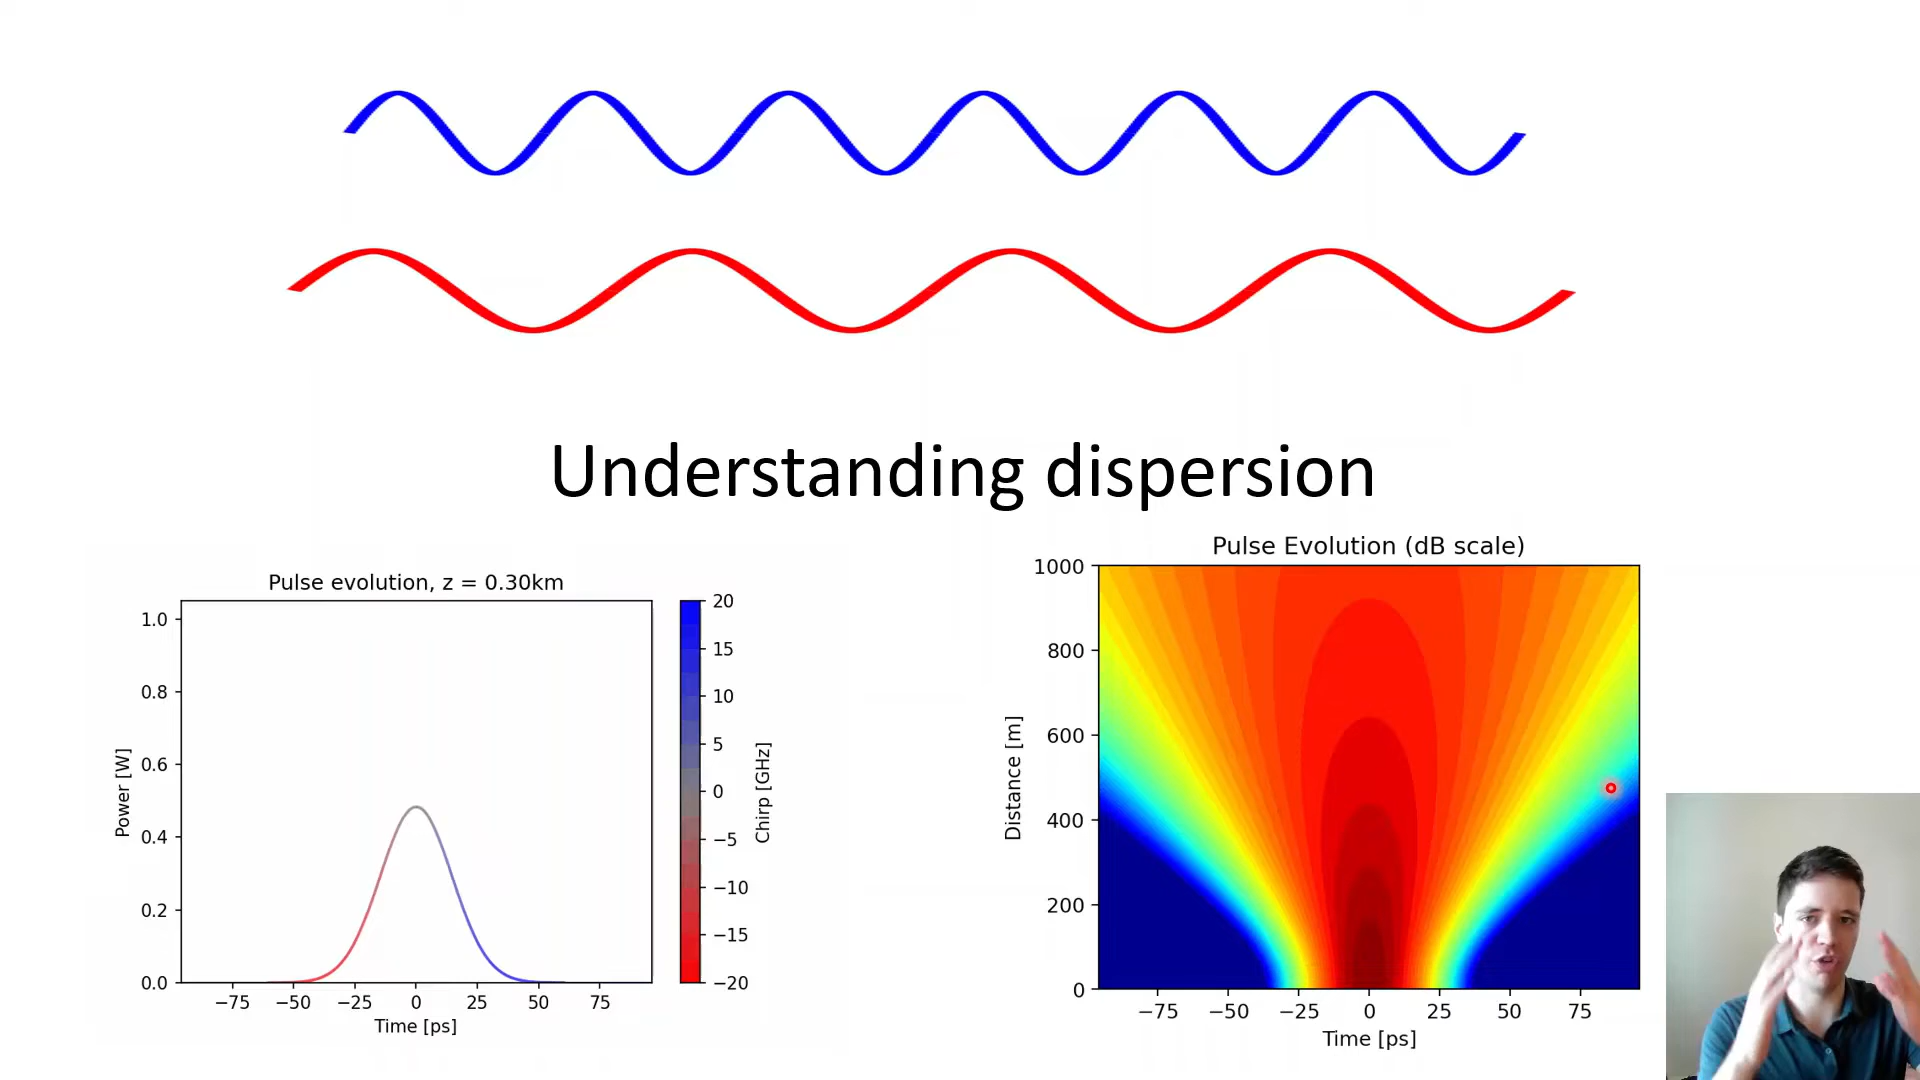 Understanding dispersion
Pulse evolution, z = 0.30km
1.0
0.8
0.6
0.4
0.2
0.0
Power [W]
−75 −50 −25 0 25 50 75
Time [ps]
20
15
10
5
0
−5
−10
−15
−20
Chirp [GHz]
Pulse Evolution (dB scale)
1000
800
600
400
200
0
Distance [m]
−75 −50 −25 0 25 50 75
Time [ps]